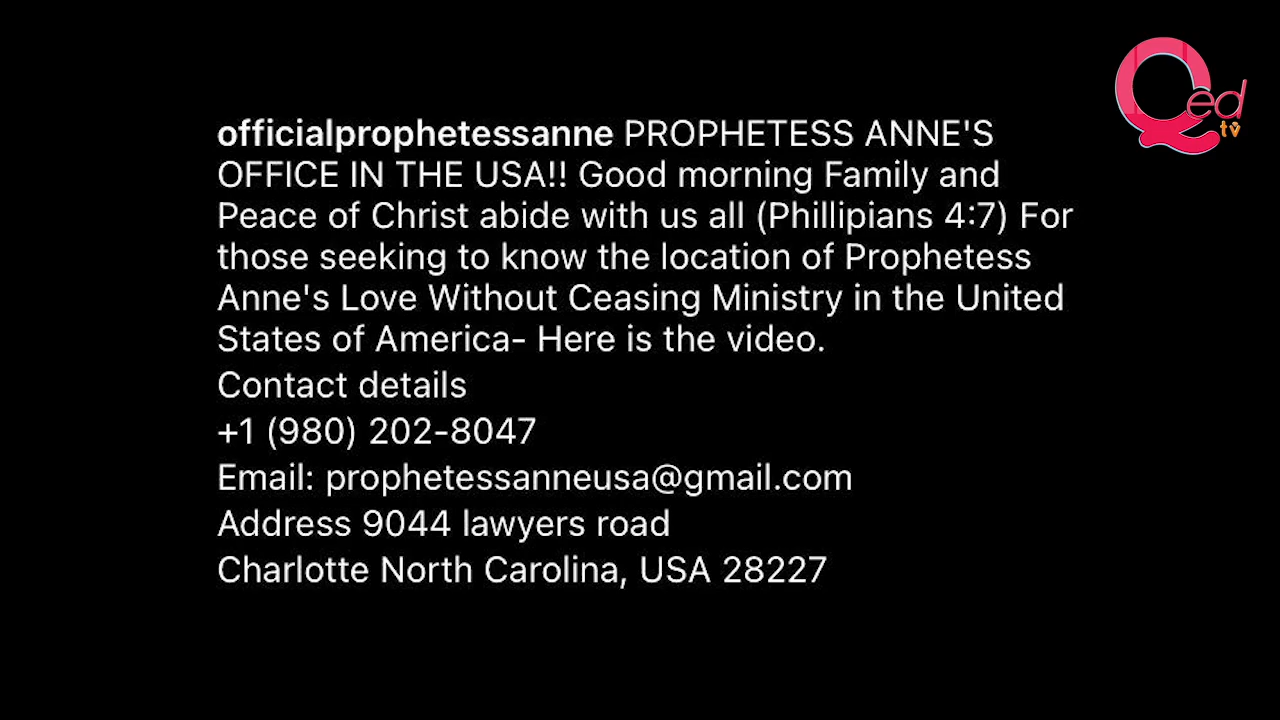 Qed
tv
officialprophetessanne PROPHETESS ANNE'S
OFFICE IN THE USA!! Good morning Family and
Peace of Christ abide with us all (Phillipians 4:7) For
those seeking to know the location of Prophetess
Anne's Love Without Ceasing Ministry in the United
States of America- Here is the video.
Contact details
+1 (980) 202-8047
Email: prophetessanneusa@gmail.com
Address 9044 lawyers road
Charlotte North Carolina, USA 28227